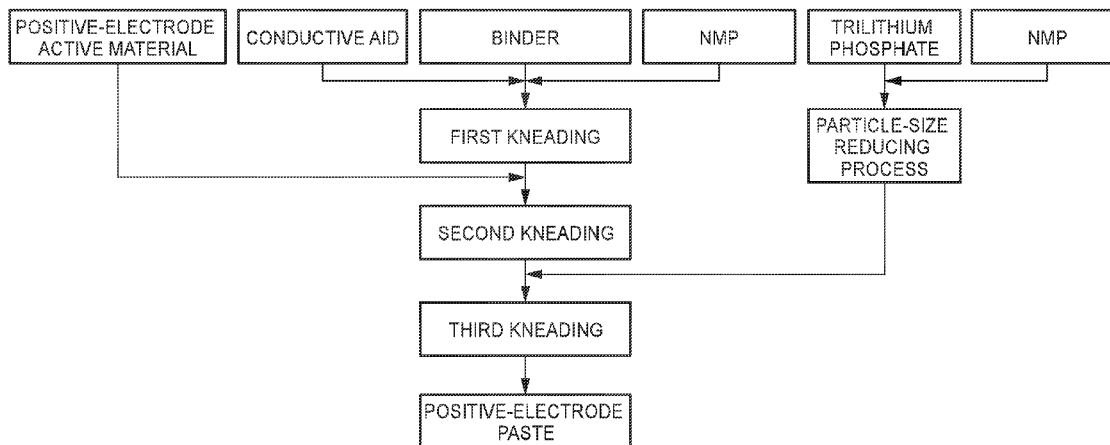 POSITIVE-ELECTRODE
ACTIVE MATERIAL
CONDUCTIVE AID
BINDER
NMP
TRILITHIUM
PHOSPHATE
NMP
FIRST KNEADING
PARTICLE-SIZE
REDUCING
PROCESS
SECOND KNEADING
THIRD KNEADING
POSITIVE-ELECTRODE
PASTE